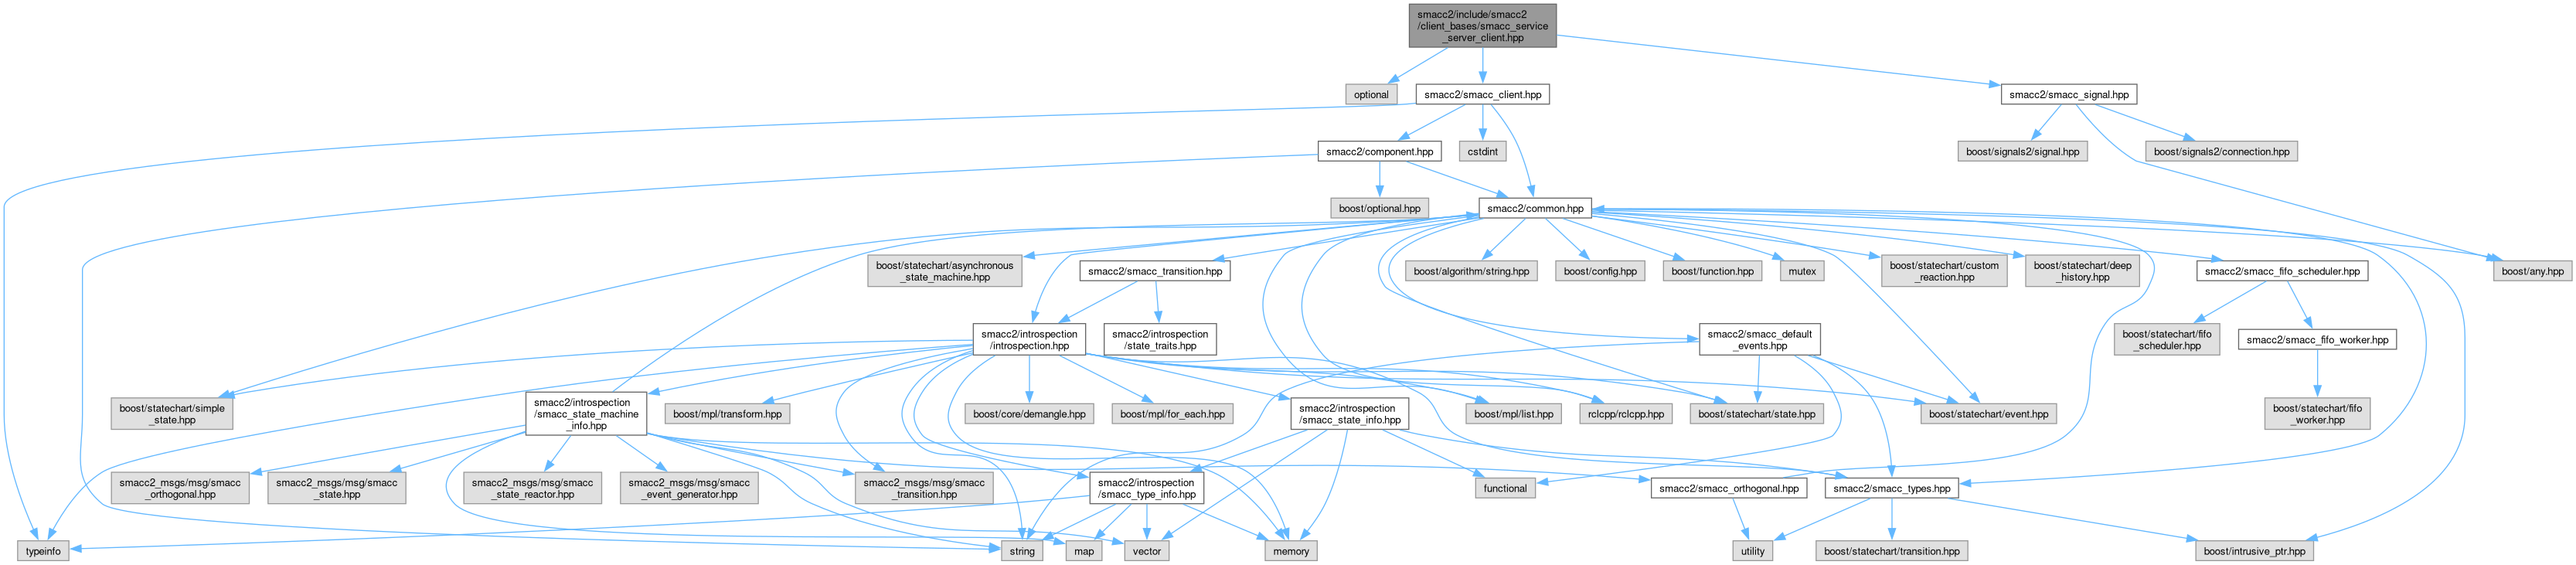 smacc2/include/smacc2
/client_bases/smacc_service
_server_client.hpp
optional
smacc2/smacc_client.hpp
smacc2/smacc_signal.hpp
smacc2/component.hpp
cstdint
boost/signals2/signal.hpp
boost/signals2/connection.hpp
boost/optional.hpp
smacc2/common.hpp
boost/statechart/asynchronous
_state_machine.hpp
smacc2/smacc_transition.hpp
boost/algorithm/string.hpp
boost/config.hpp
boost/function.hpp
mutex
boost/statechart/custom
_reaction.hpp
boost/statechart/deep
_history.hpp
smacc2/smacc_fifo_scheduler.hpp
boost/any.hpp
smacc2/introspection
/introspection.hpp
smacc2/introspection
/state_traits.hpp
smacc2/smacc_default
_events.hpp
boost/statechart/fifo
_scheduler.hpp
smacc2/smacc_fifo_worker.hpp
boost/statechart/simple
_state.hpp
smacc2/introspection
/smacc_state_machine
_info.hpp
boost/mpl/transform.hpp
boost/core/demangle.hpp
boost/mpl/for_each.hpp
smacc2/introspection
/smacc_state_info.hpp
boost/mpl/list.hpp
rclcpp/rclcpp.hpp
boost/statechart/state.hpp
boost/statechart/event.hpp
boost/statechart/fifo
_worker.hpp
smacc2_msgs/msg/smacc
_orthogonal.hpp
smacc2_msgs/msg/smacc
_state.hpp
smacc2_msgs/msg/smacc
_state_reactor.hpp
smacc2_msgs/msg/smacc
_event_generator.hpp
smacc2_msgs/msg/smacc
_transition.hpp
smacc2/introspection
/smacc_type_info.hpp
functional
smacc2/smacc_orthogonal.hpp
smacc2/smacc_types.hpp
typeinfo
string
map
vector
memory
utility
boost/statechart/transition.hpp
boost/intrusive_ptr.hpp